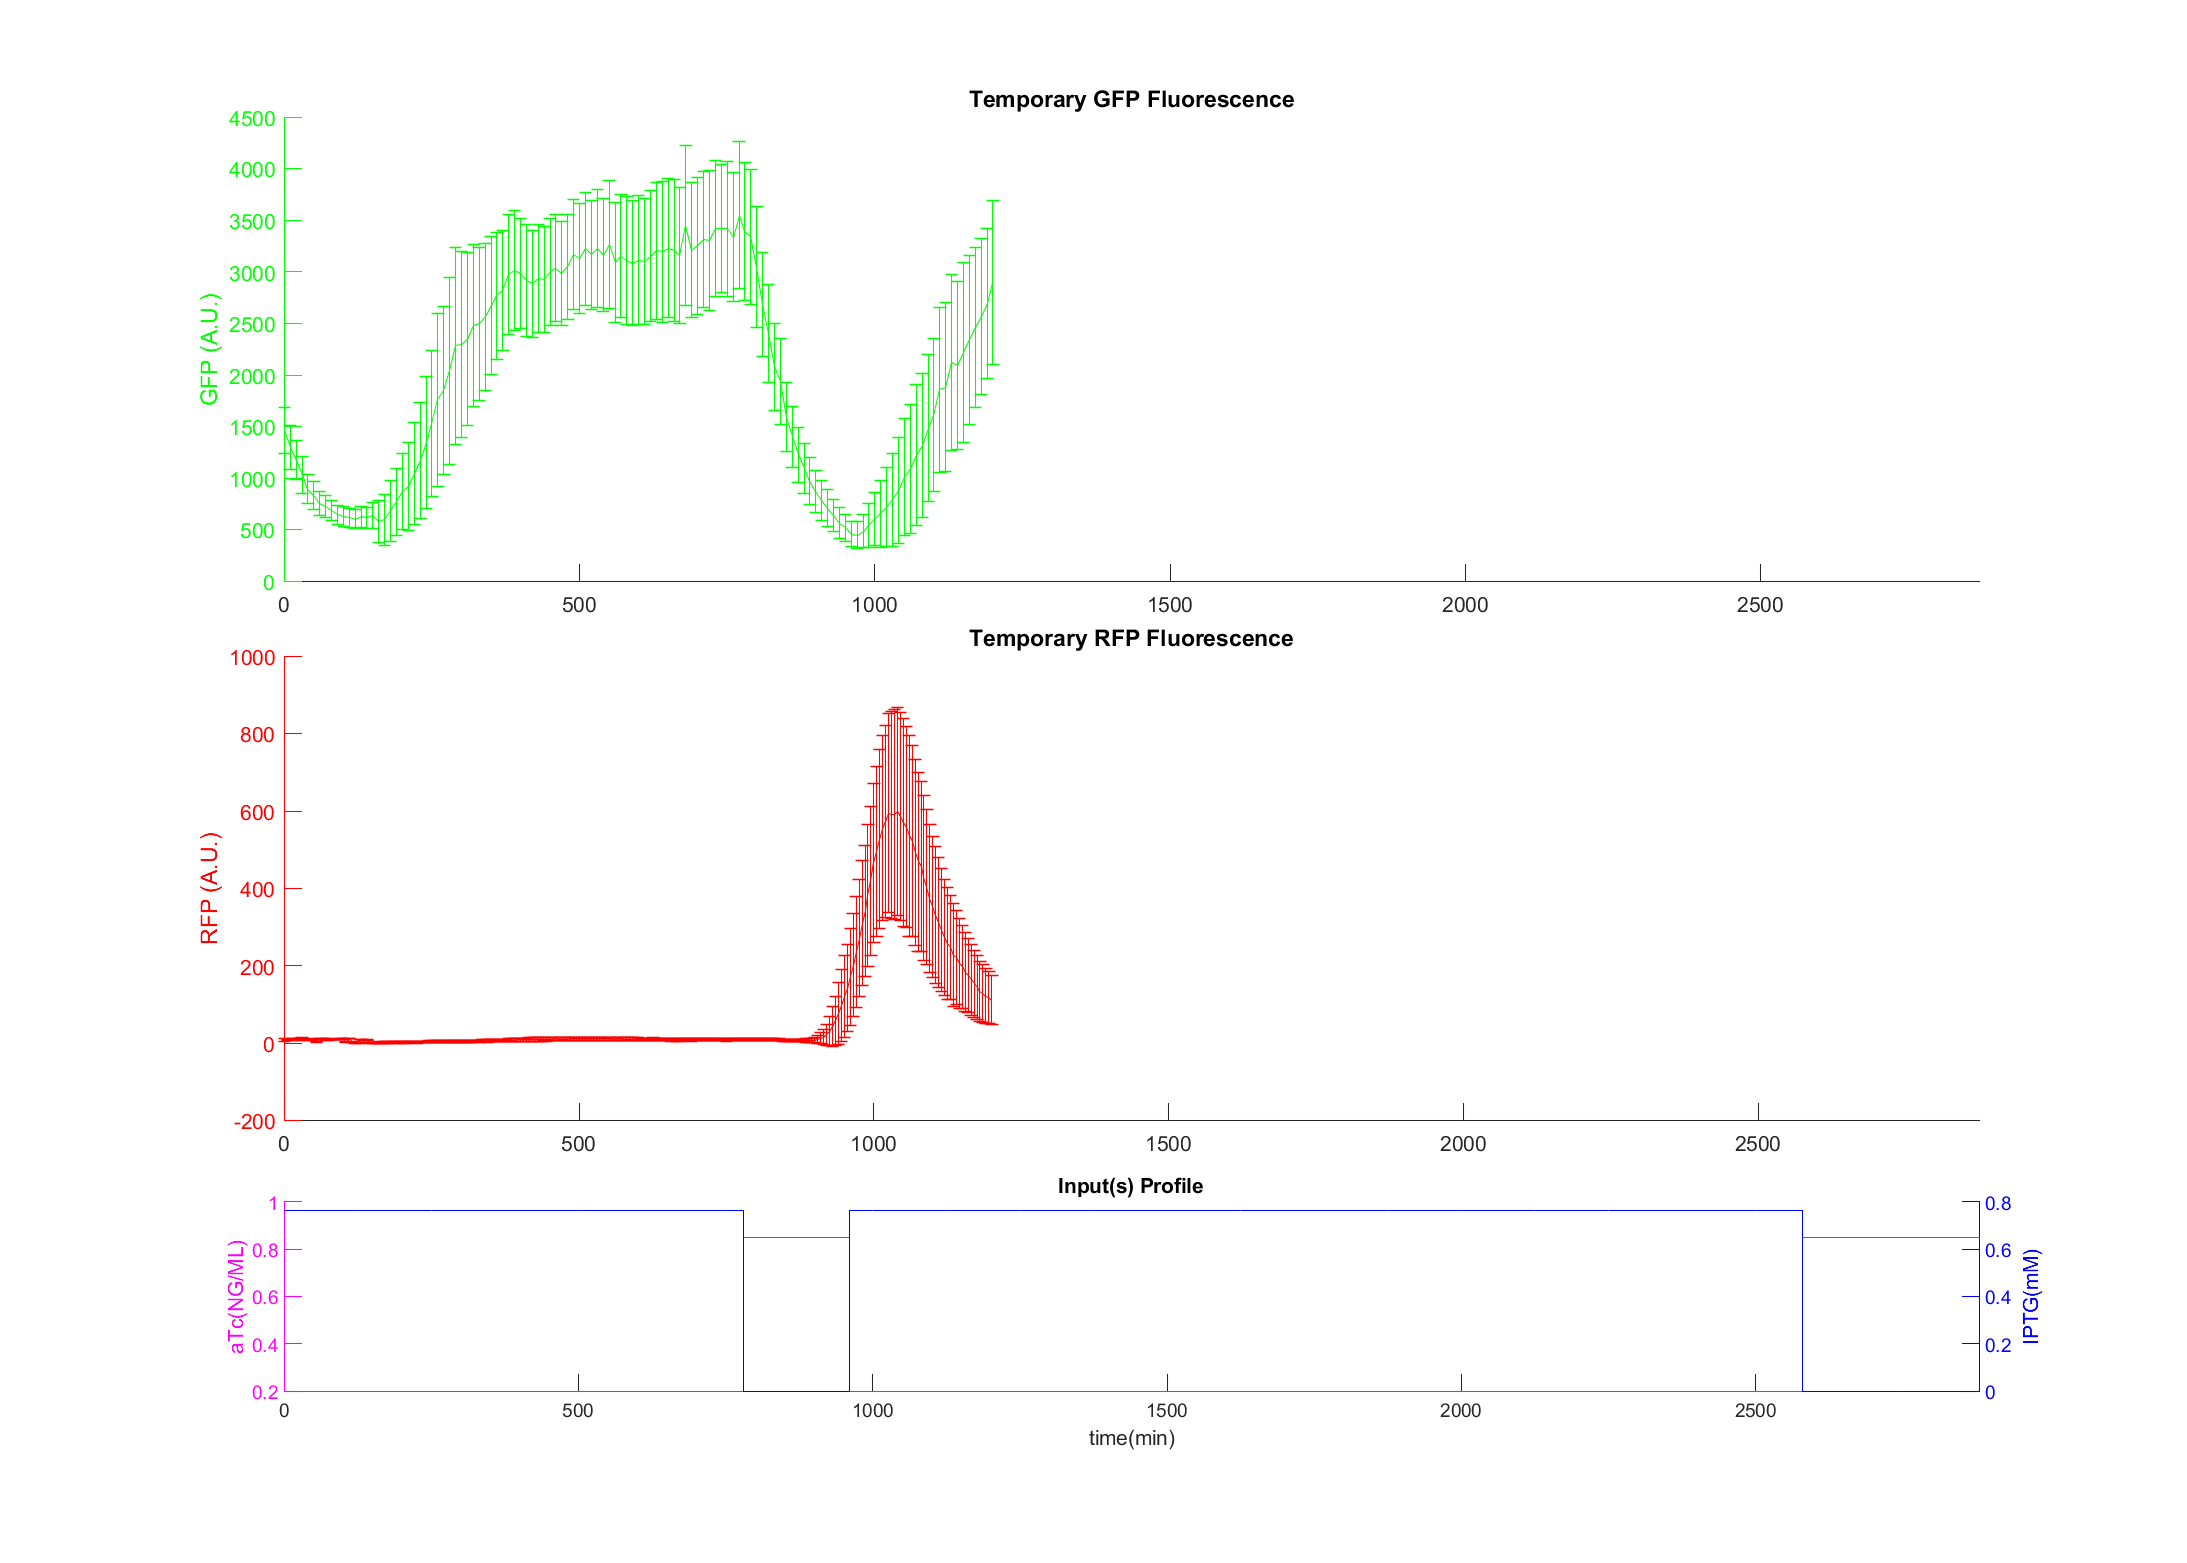 Temporary GFP Fluorescence
GFP (A.U.)
4500
4000
3500
3000
2500
2000
1500
1000
500
0
0 500 1000 1500 2000 2500
Temporary RFP Fluorescence
RFP (A.U.)
1000
800
600
400
200
0
-200
0 500 1000 1500 2000 2500
Input(s) Profile
aTc(NG/ML)
1
0.8
0.6
0.4
0.2
IPTG(mM)
0.8
0.6
0.4
0.2
0
0 500 1000 1500 2000 2500
time(min)